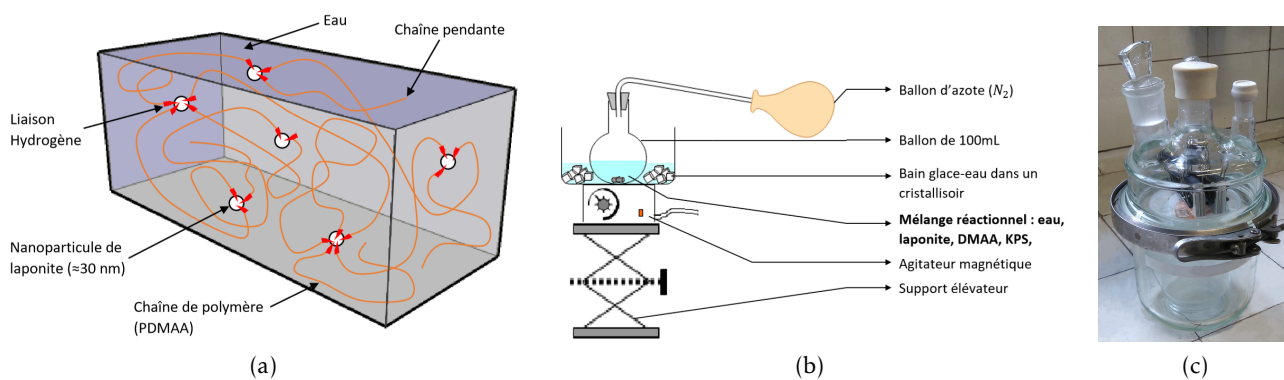 Eau
Chaîne pendante
Liaison
Hydrogène
Nanoparticule de
laponite (≈30 nm)
Chaîne de polymère
(PDMAA)
(a)
Ballon d'azote (N₂)
Ballon de 100mL
Bain glace-eau dans un
cristallisoir
Mélange réactionnel : eau,
laponite, DMAA, KPS,
Agitateur magnétique
Support élévateur
(b)
(c)